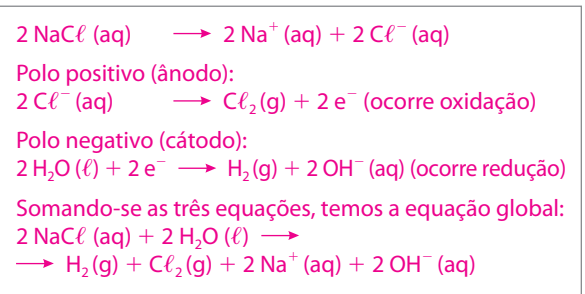 2 NaCℓ (aq) ⟶ 2 Na⁺ (aq) + 2 Cℓ⁻ (aq)
Polo positivo (ânodo):
2 Cℓ⁻ (aq) ⟶ Cℓ₂ (g) + 2 e⁻ (ocorre oxidação)
Polo negativo (cátodo):
2 H₂O (ℓ) + 2 e⁻ ⟶ H₂ (g) + 2 OH⁻ (aq) (ocorre redução)
Somando-se as três equações, temos a equação global:
2 NaCℓ (aq) + 2 H₂O (ℓ) ⟶
⟶ H₂ (g) + Cℓ₂ (g) + 2 Na⁺ (aq) + 2 OH⁻ (aq)